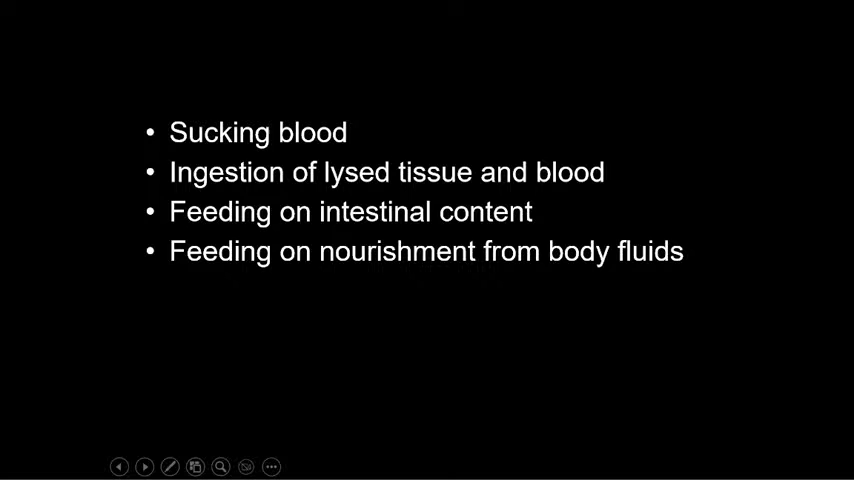 • Sucking blood
• Ingestion of lysed tissue and blood
• Feeding on intestinal content
• Feeding on nourishment from body fluids